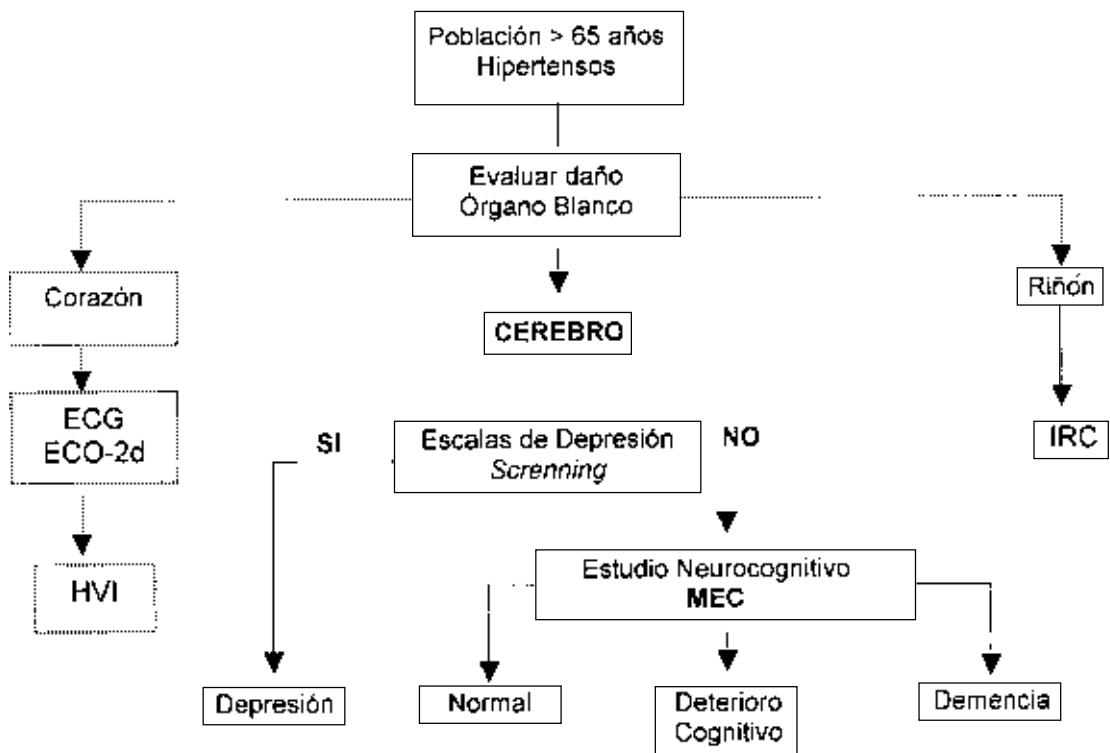 Población > 65 años
Hipertensos
Evaluar daño
Órgano Blanco
Corazón
Riñón
CEREBRO
ECG
ECO-2d
SI
Escalas de Depresión
Screnning
NO
IRC
HVI
Estudio Neurocognitivo
MEC
Depresión
Normal
Deterioro
Cognitivo
Demencia